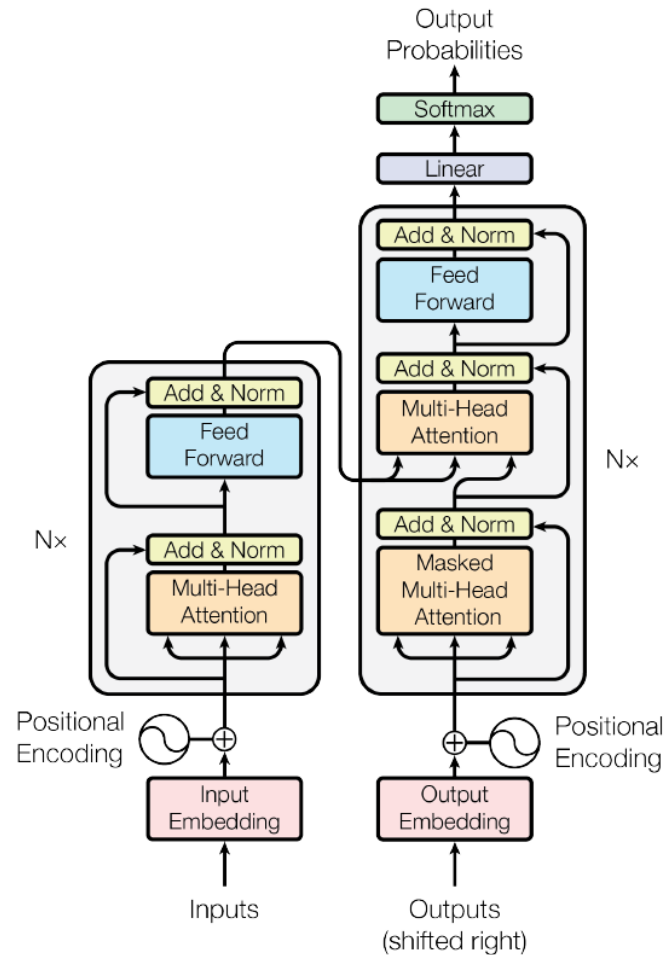 Output
Probabilities
Softmax
Linear
Add & Norm
Feed
Forward
Add & Norm
Multi-Head
Attention
Add & Norm
Masked
Multi-Head
Attention
Nx
Positional
Encoding
Output
Embedding
Outputs
(shifted right)
Add & Norm
Feed
Forward
Add & Norm
Multi-Head
Attention
Nx
Positional
Encoding
Input
Embedding
Inputs